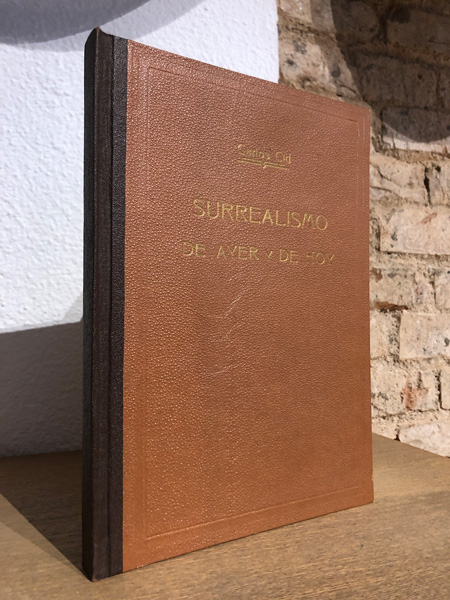 Carlos Cid
SURREALISMO
DE AYER Y DE HOY